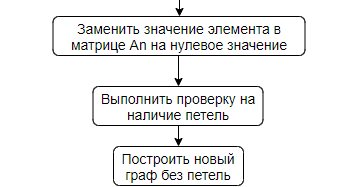 Заменить значение элемента в
матрице An на нулевое значение
Выполнить проверку на
наличие петель
Построить новый
граф без петель